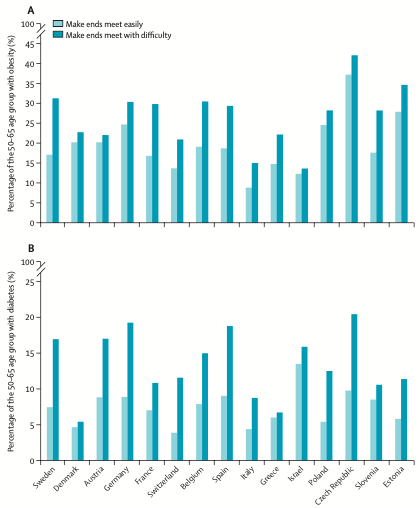 A
Make ends meet easily
Make ends meet with difficulty
Percentage of the 50–65 age group with obesity (%)
100
45
40
35
30
25
20
15
10
5
0
B
Percentage of the 50–65 age group with diabetes (%)
100
25
20
15
10
5
0
Sweden
Denmark
Austria
Germany
France
Switzerland
Belgium
Spain
Italy
Greece
Israel
Poland
Czech Republic
Slovenia
Estonia